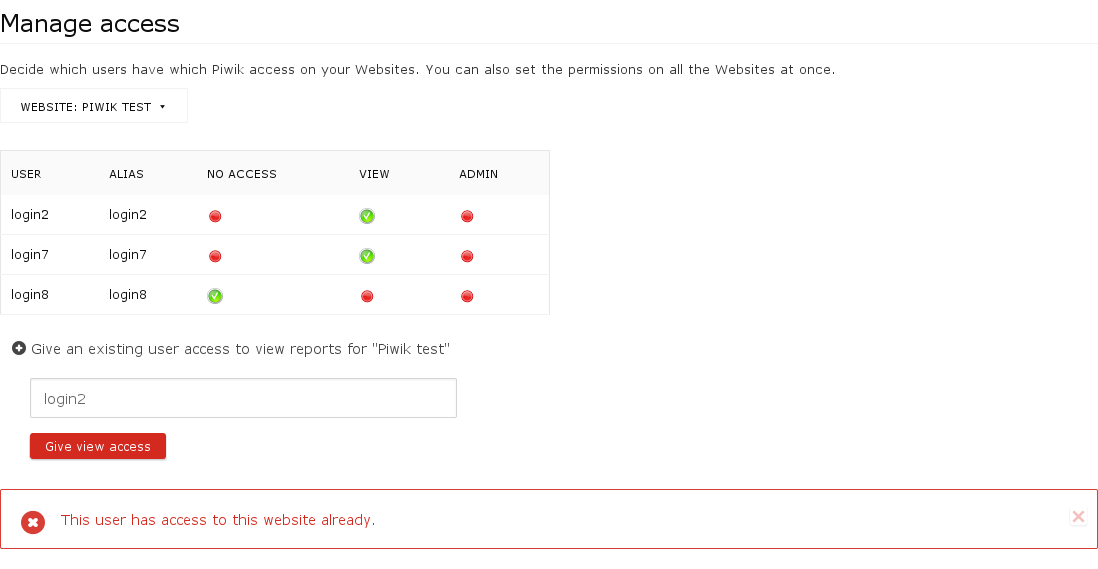 Manage access
Decide which users have which Piwik access on your Websites. You can also set the permissions on all the Websites at once.
WEBSITE: PIWIK TEST
USER ALIAS NO ACCESS VIEW ADMIN
login2 login2
login7 login7
login8 login8
Give an existing user access to view reports for "Piwik test"
login2
Give view access
This user has access to this website already.